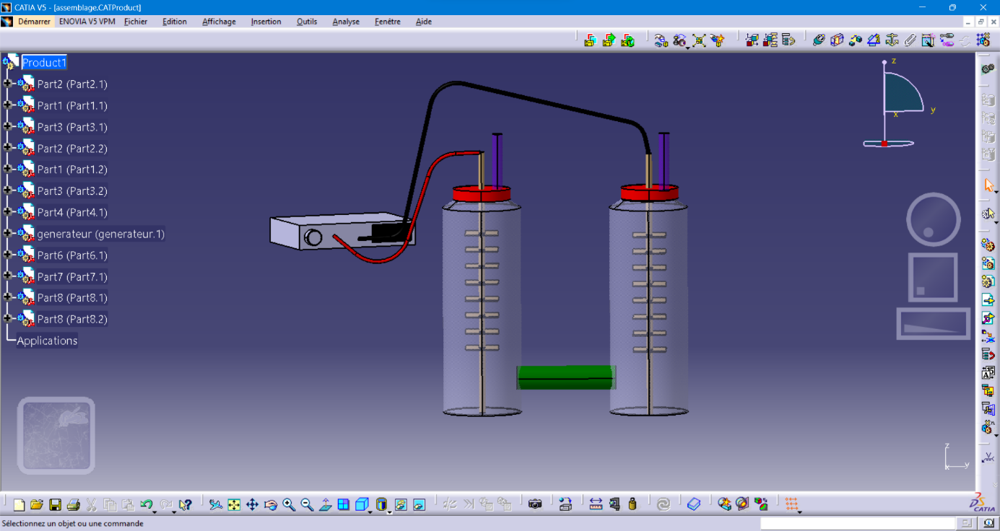 CATIA V5 - [assemblage.CATProduct]
Démarrer ENOVIA V5 VPM Fichier Edition Affichage Insertion Outils Analyse Fenêtre Aide
Product1
Part2 (Part2.1)
Part1 (Part1.1)
Part3 (Part3.1)
Part2 (Part2.2)
Part1 (Part1.2)
Part3 (Part3.2)
Part4 (Part4.1)
generateur (generateur.1)
Part6 (Part6.1)
Part7 (Part7.1)
Part8 (Part8.1)
Part8 (Part8.2)
Applications
z
y
x
z
y
x
CATIA
Sélectionnez un objet ou une commande